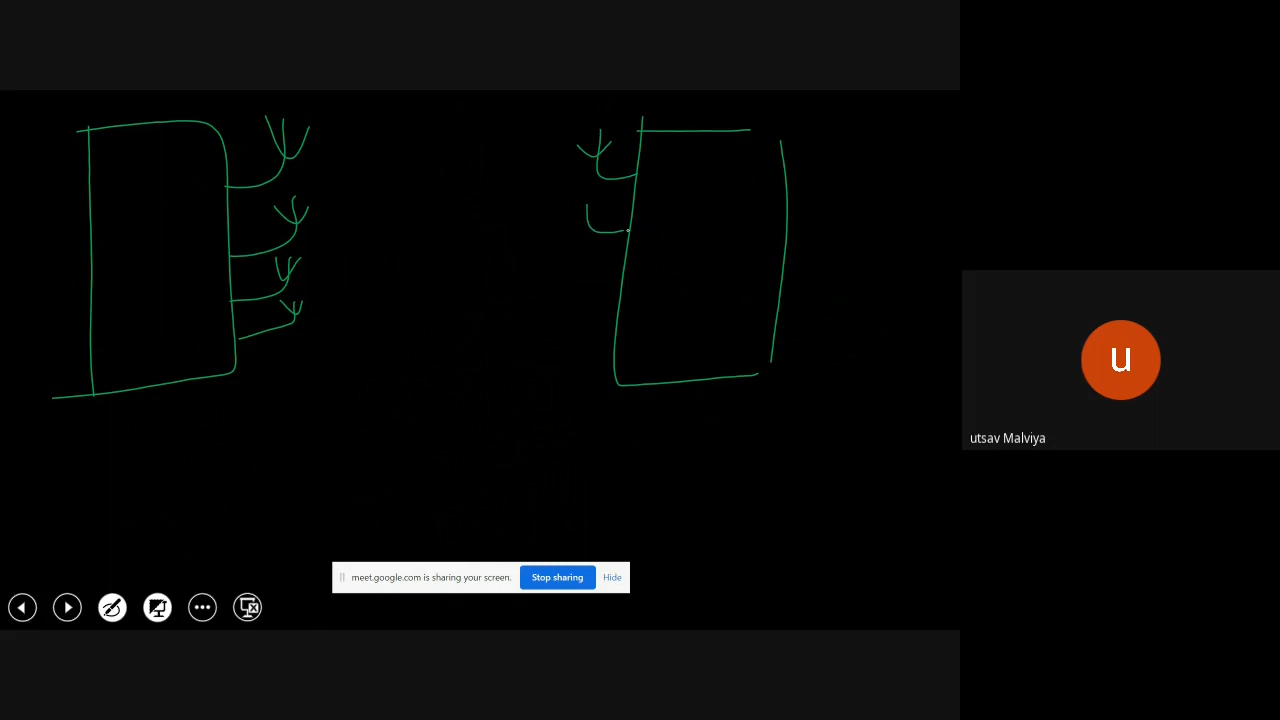 u
utsav Malviya
meet.google.com is sharing your screen.
Stop sharing
Hide